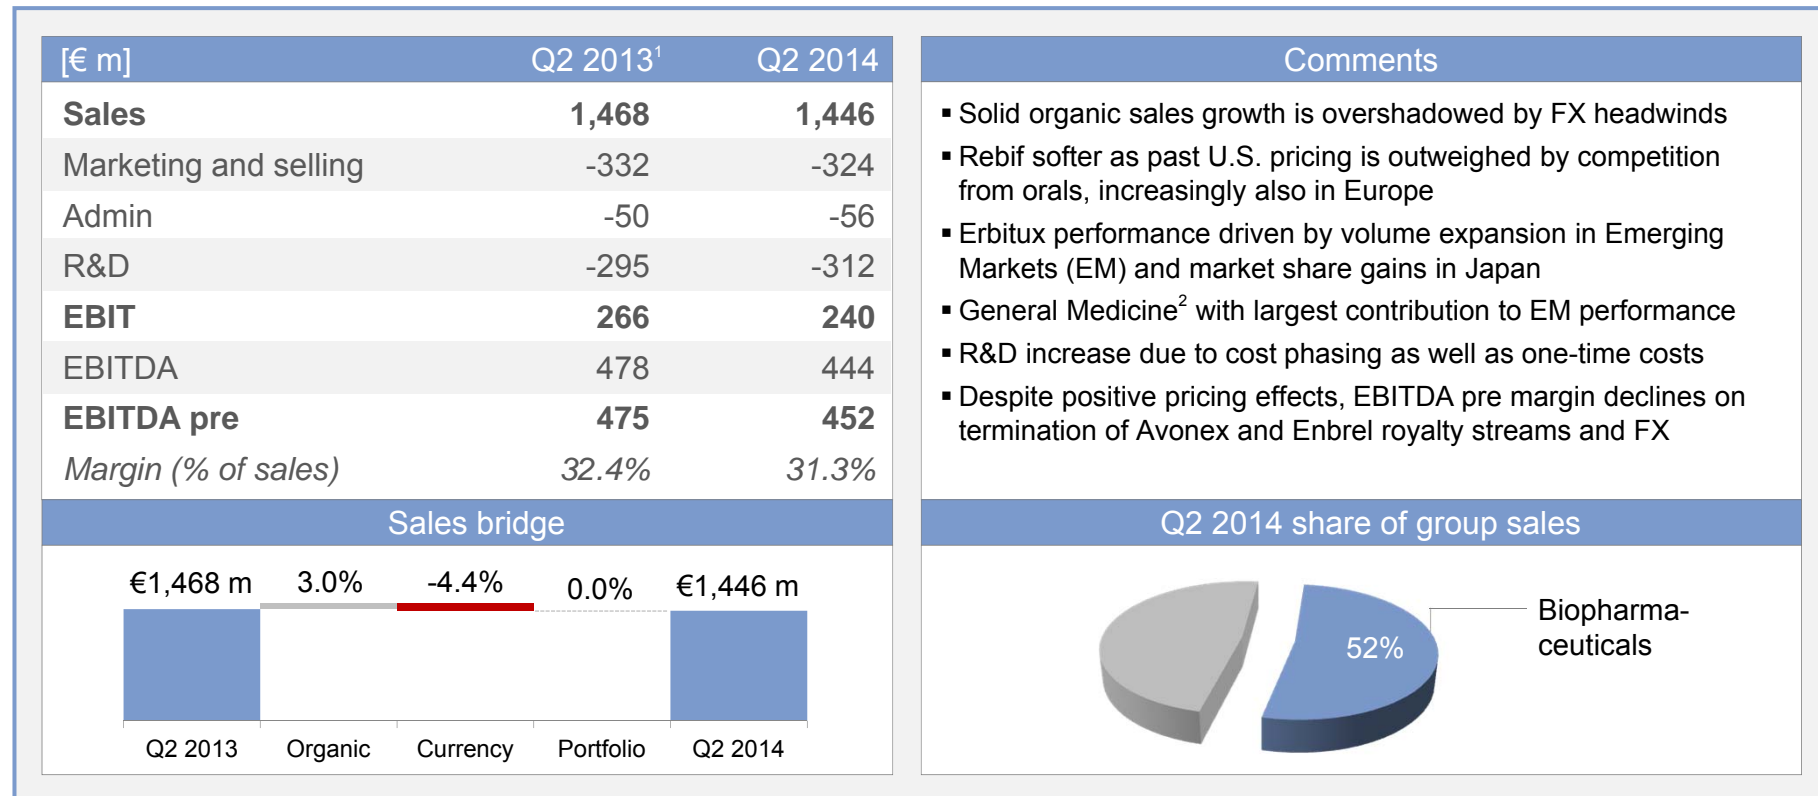 [€ m] Q2 2013¹ Q2 2014
Sales 1,468 1,446
Marketing and selling -332 -324
Admin -50 -56
R&D -295 -312
EBIT 266 240
EBITDA 478 444
EBITDA pre 475 452
Margin (% of sales) 32.4% 31.3%
Comments
▪ Solid organic sales growth is overshadowed by FX headwinds
▪ Rebif softer as past U.S. pricing is outweighed by competition
from orals, increasingly also in Europe
▪ Erbitux performance driven by volume expansion in Emerging
Markets (EM) and market share gains in Japan
▪ General Medicine² with largest contribution to EM performance
▪ R&D increase due to cost phasing as well as one-time costs
▪ Despite positive pricing effects, EBITDA pre margin declines on
termination of Avonex and Enbrel royalty streams and FX
Sales bridge
€1,468 m 3.0% -4.4% 0.0% €1,446 m
Q2 2013 Organic Currency Portfolio Q2 2014
Q2 2014 share of group sales
52%
Biopharma-
ceuticals